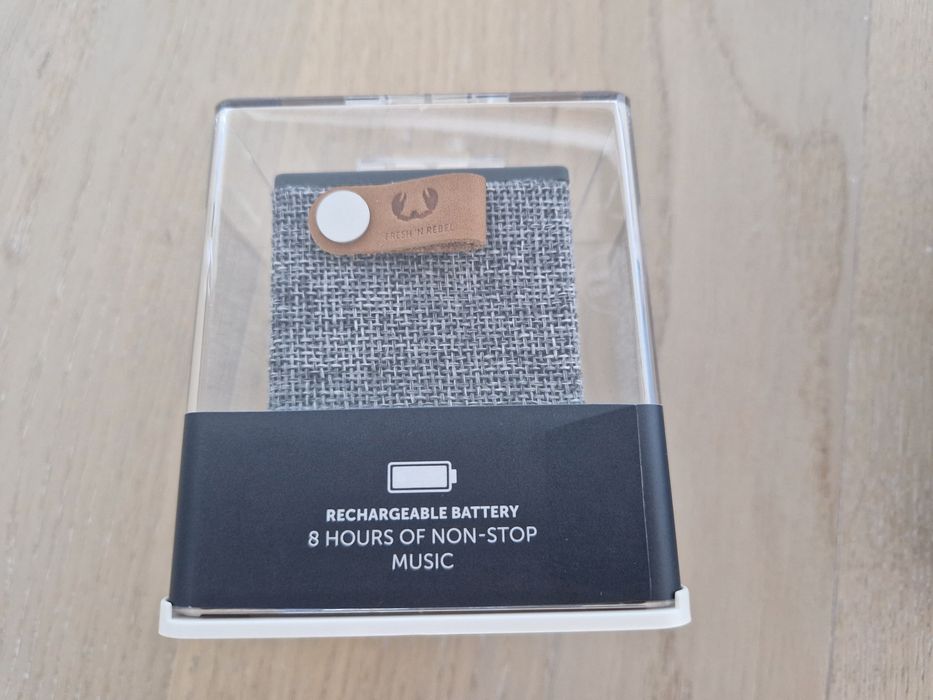 FRESH 'N REBEL
RECHARGEABLE BATTERY
8 HOURS OF NON-STOP
MUSIC